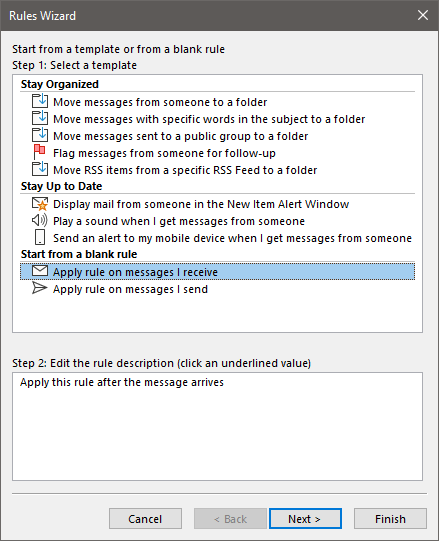 Rules Wizard
Start from a template or from a blank rule
Step 1: Select a template
Stay Organized
Move messages from someone to a folder
Move messages with specific words in the subject to a folder
Move messages sent to a public group to a folder
Flag messages from someone for follow-up
Move RSS items from a specific RSS Feed to a folder
Stay Up to Date
Display mail from someone in the New Item Alert Window
Play a sound when I get messages from someone
Send an alert to my mobile device when I get messages from someone
Start from a blank rule
Apply rule on messages I receive
Apply rule on messages I send
Step 2: Edit the rule description (click an underlined value)
Apply this rule after the message arrives
Cancel
< Back
Next >
Finish